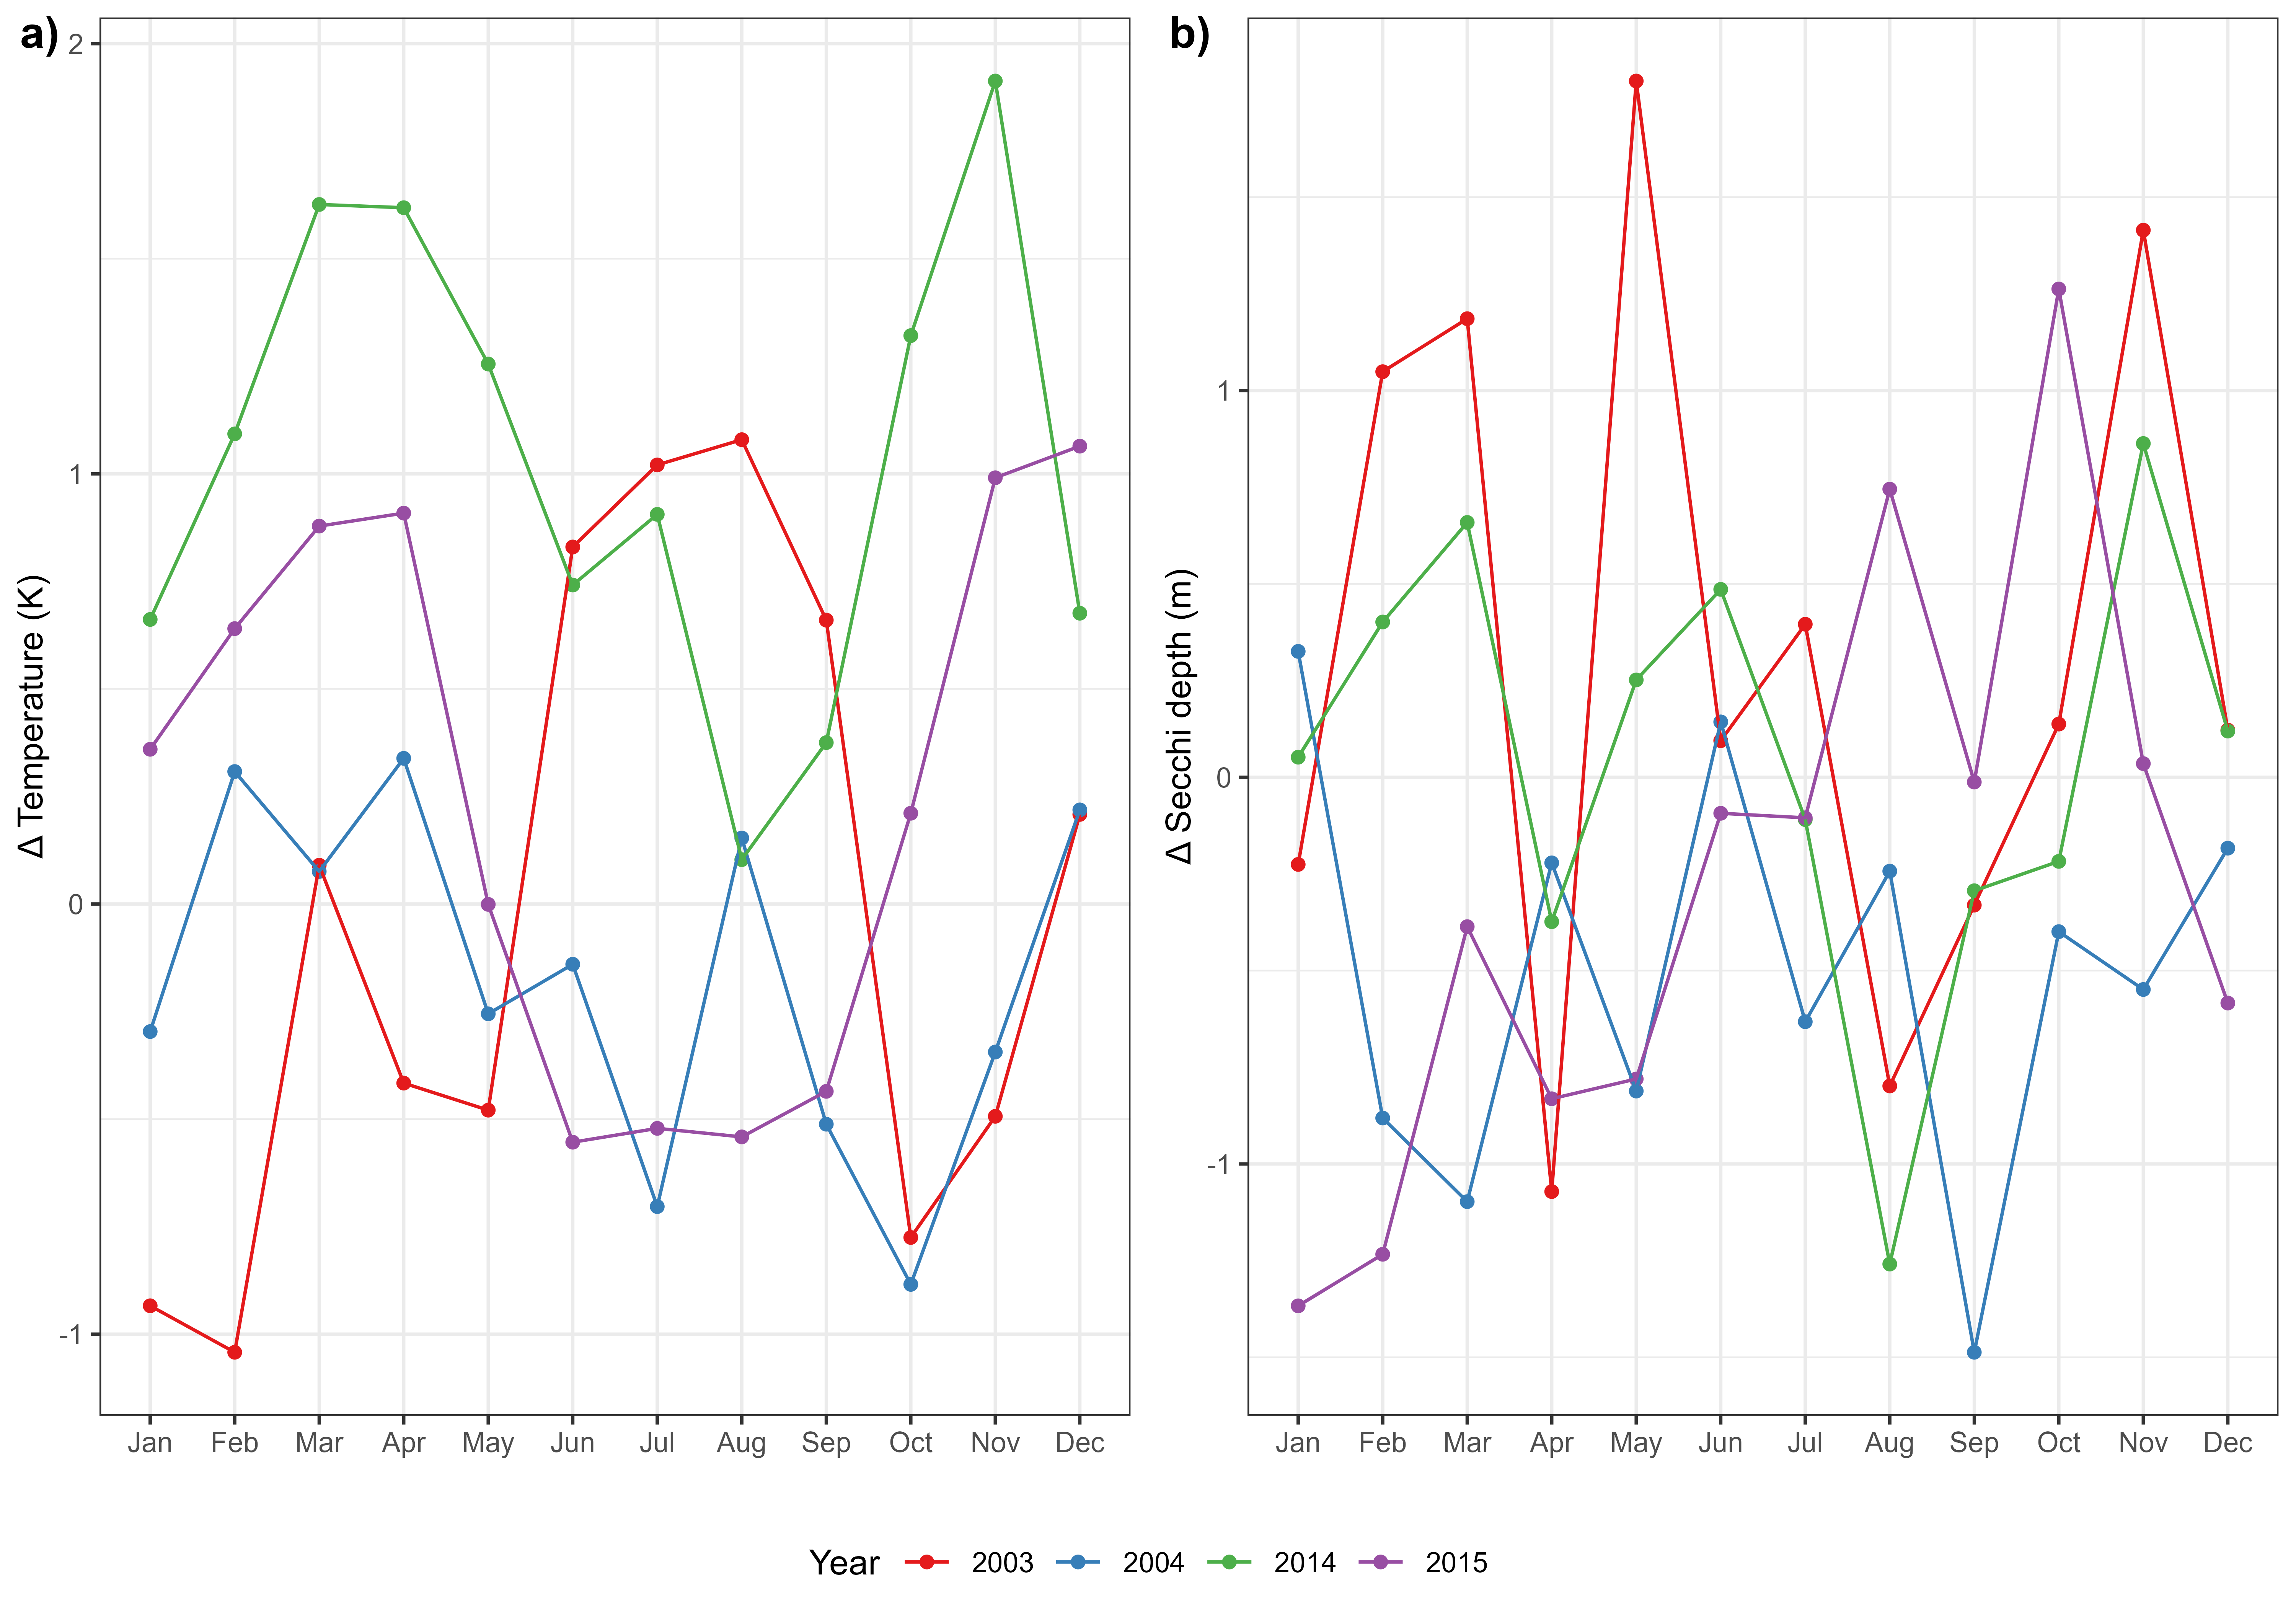 a)
Δ Temperature (K)
2
1
0
-1
Jan Feb Mar Apr May Jun Jul Aug Sep Oct Nov Dec
b)
Δ Secchi depth (m)
1
0
-1
Jan Feb Mar Apr May Jun Jul Aug Sep Oct Nov Dec
Year 2003 2004 2014 2015